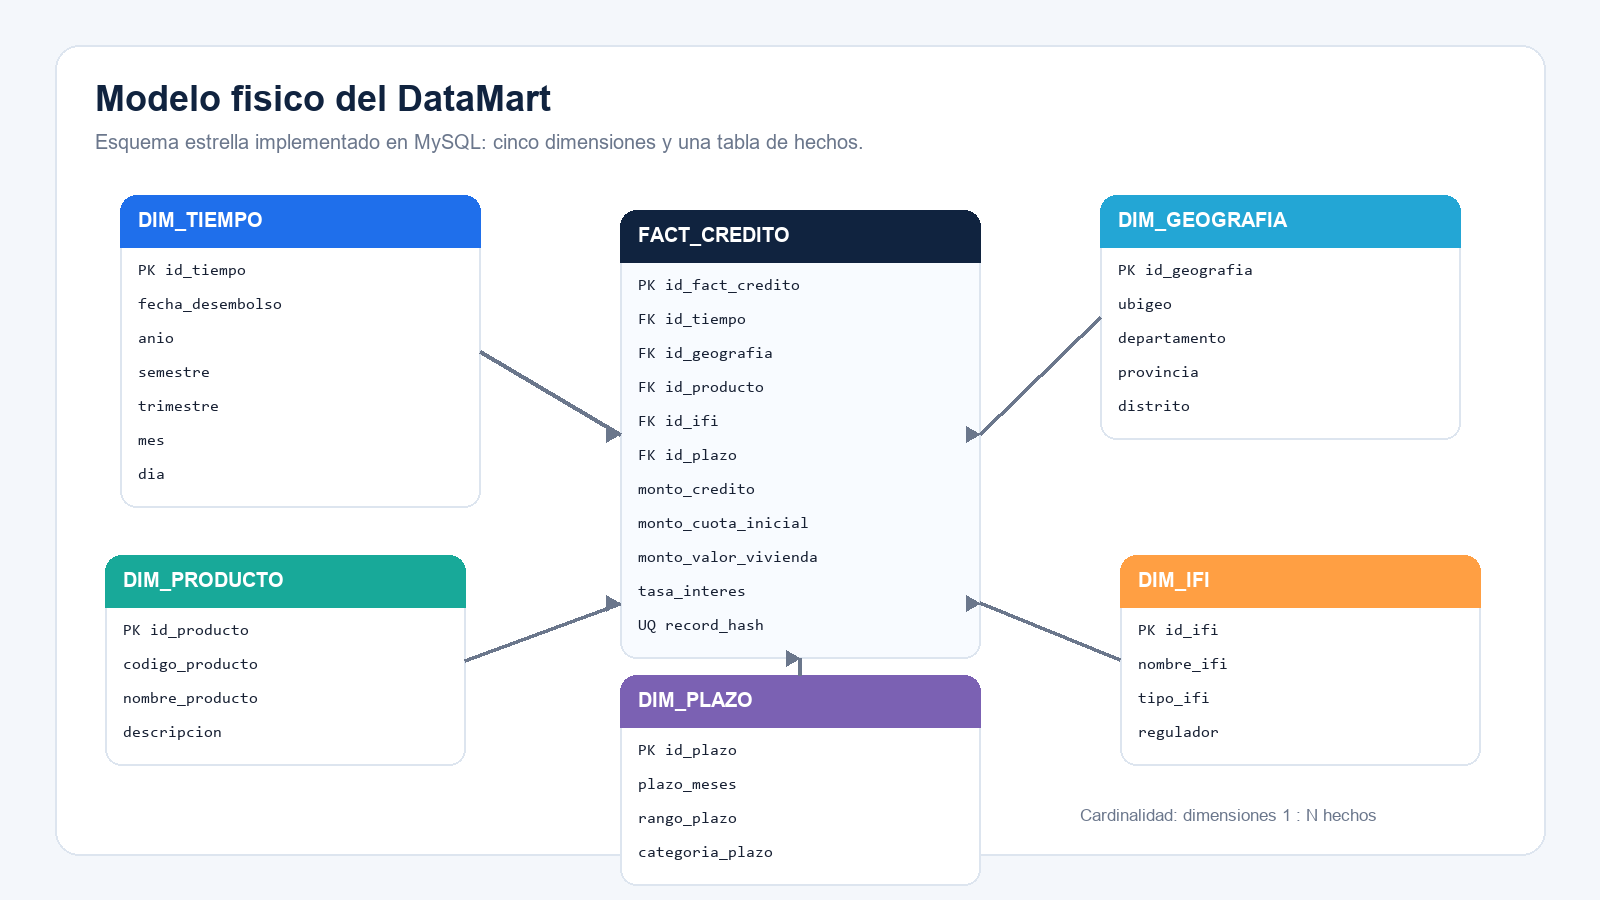 Modelo fisico del DataMart
Esquema estrella implementado en MySQL: cinco dimensiones y una tabla de hechos.
DIM_TIEMPO
PK id_tiempo
fecha_desembolso
anio
semestre
trimestre
mes
dia
FACT_CREDITO
PK id_fact_credito
FK id_tiempo
FK id_geografia
FK id_producto
FK id_ifi
FK id_plazo
monto_credito
monto_cuota_inicial
monto_valor_vivienda
tasa_interes
UQ record_hash
DIM_GEOGRAFIA
PK id_geografia
ubigeo
departamento
provincia
distrito
DIM_PRODUCTO
PK id_producto
codigo_producto
nombre_producto
descripcion
DIM_PLAZO
PK id_plazo
plazo_meses
rango_plazo
categoria_plazo
DIM_IFI
PK id_ifi
nombre_ifi
tipo_ifi
regulador
Cardinalidad: dimensiones 1 : N hechos